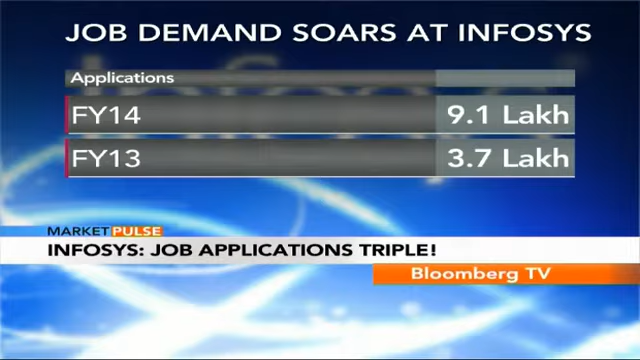 JOB DEMAND SOARS AT INFOSYS
Applications
FY14 9.1 Lakh
FY13 3.7 Lakh
MARKET PULSE
INFOSYS: JOB APPLICATIONS TRIPLE!
Bloomberg TV